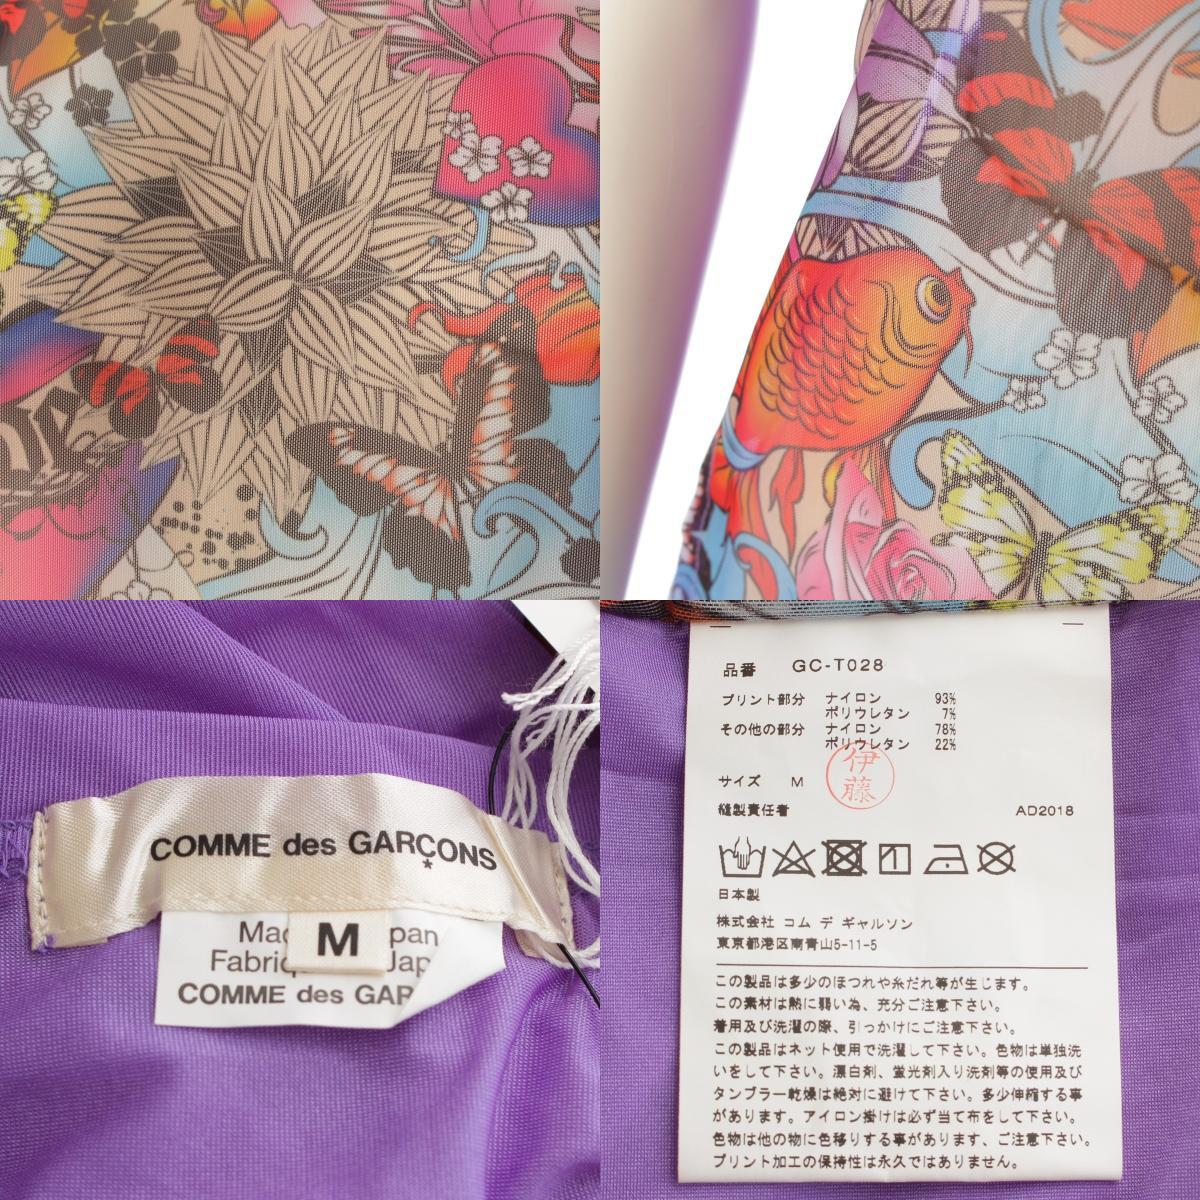 COMME des GARÇONS
*
M
COMME des GAR
品番 GC-T028
プリント部分 ナイロン 93%
ポリウレタン 7%
その他の部分 ナイロン 78%
ポリウレタン 22%
伊藤
サイズ M
縫製責任者 AD2018
日本製
株式会社 コム デ ギャルソン
東京都港区南青山5-11-5
この製品は多少のほつれや糸だれ等が生じます。
この素材は熱に弱い為、充分ご注意下さい。
着用及び洗濯の際、引っかけにご注意下さい。
この製品はネット使用で洗濯して下さい。色物は単独洗
いをして下さい。漂白剤、蛍光剤入り洗剤等の使用及び
タンブラー乾燥は絶対に避けて下さい。多少伸縮する事
があります。アイロン掛けは必ず当て布をして下さい。
色物は他の物に色移りする事があります、ご注意下さい。
プリント加工の保持性は永久ではありません。